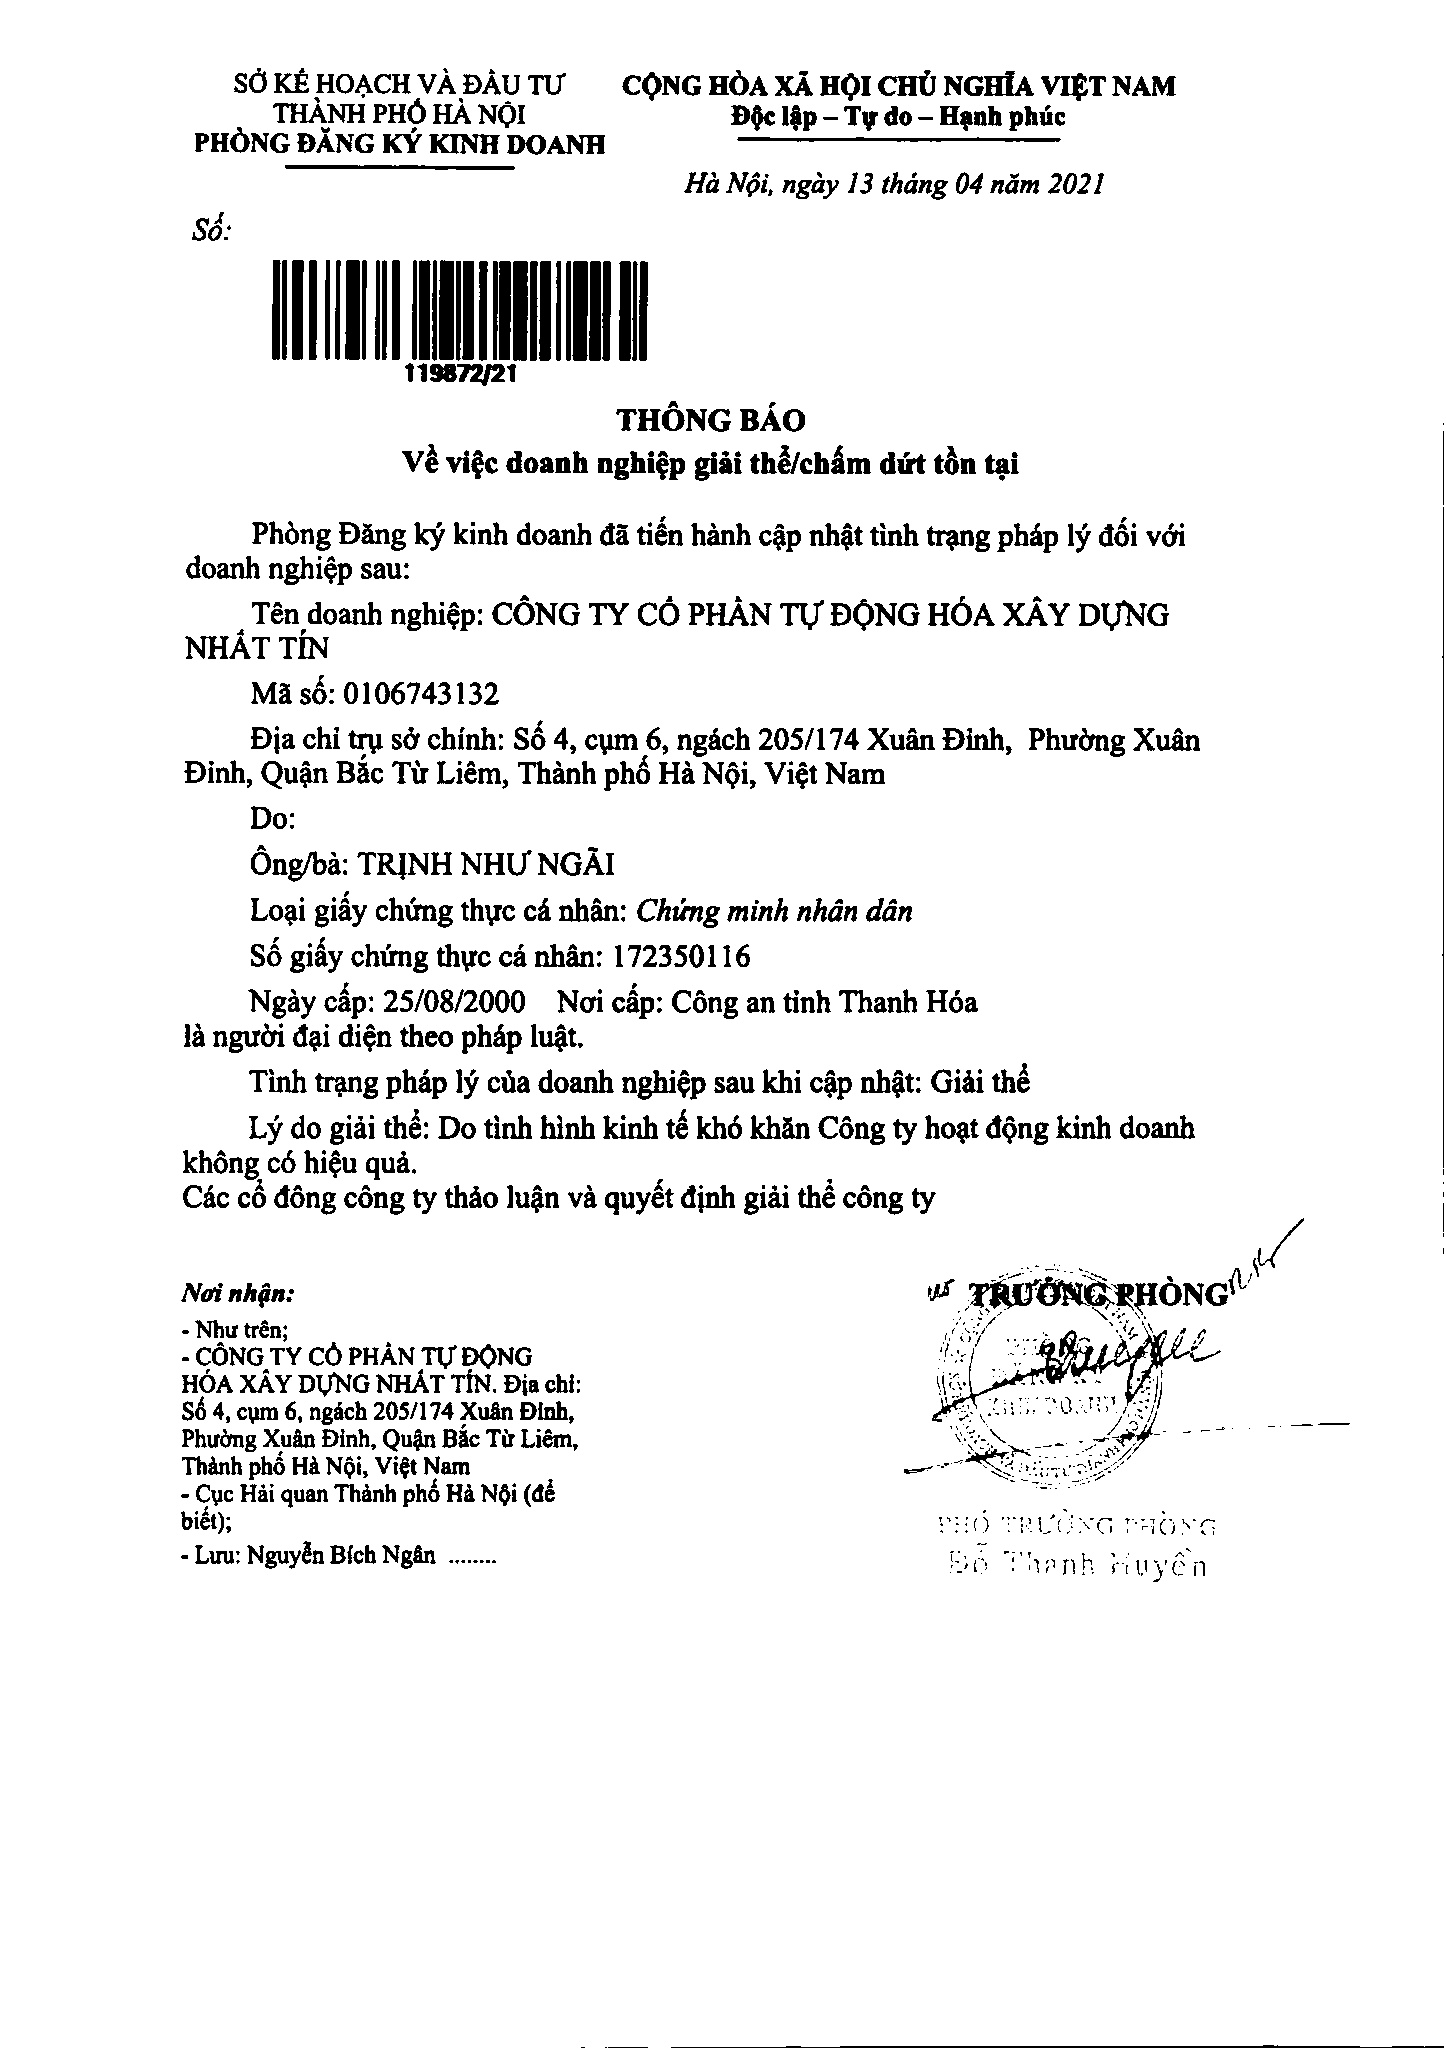 SỞ KẾ HOẠCH VÀ ĐẦU TƯ
THÀNH PHỐ HÀ NỘI
PHÒNG ĐĂNG KÝ KINH DOANH
CỘNG HÒA XÃ HỘI CHỦ NGHĨA VIỆT NAM
Độc lập – Tự do – Hạnh phúc
Hà Nội, ngày 13 tháng 04 năm 2021
Số:
119872/21
THÔNG BÁO
Về việc doanh nghiệp giải thể/chấm dứt tồn tại
Phòng Đăng ký kinh doanh đã tiến hành cập nhật tình trạng pháp lý đối với
doanh nghiệp sau:
Tên doanh nghiệp: CÔNG TY CỔ PHẦN TỰ ĐỘNG HÓA XÂY DỰNG
NHẤT TÍN
Mã số: 0106743132
Địa chỉ trụ sở chính: Số 4, cụm 6, ngách 205/174 Xuân Đỉnh, Phường Xuân
Đỉnh, Quận Bắc Từ Liêm, Thành phố Hà Nội, Việt Nam
Do:
Ông/bà: TRỊNH NHƯ NGÃI
Loại giấy chứng thực cá nhân: Chứng minh nhân dân
Số giấy chứng thực cá nhân: 172350116
Ngày cấp: 25/08/2000 Nơi cấp: Công an tỉnh Thanh Hóa
là người đại diện theo pháp luật.
Tình trạng pháp lý của doanh nghiệp sau khi cập nhật: Giải thể
Lý do giải thể: Do tình hình kinh tế khó khăn Công ty hoạt động kinh doanh
không có hiệu quả.
Các cổ đông công ty thảo luận và quyết định giải thể công ty
Nơi nhận:
- Như trên;
- CÔNG TY CỔ PHẦN TỰ ĐỘNG
HÓA XÂY DỰNG NHẤT TÍN. Địa chỉ:
Số 4, cụm 6, ngách 205/174 Xuân Đỉnh,
Phường Xuân Đỉnh, Quận Bắc Từ Liêm,
Thành phố Hà Nội, Việt Nam
- Cục Hải quan Thành phố Hà Nội (để
biết);
- Lưu: Nguyễn Bích Ngân ........
TRƯỞNG PHÒNG
PHÓ TRƯỞNG PHÒNG
Đỗ Thanh Huyền